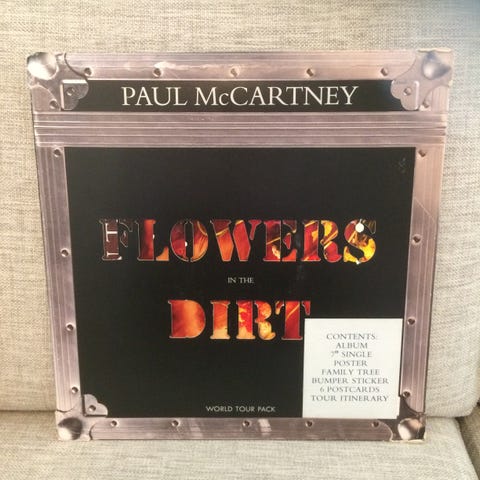 PAUL McCARTNEY
FLOWERS
IN THE
DIRT
CONTENTS:
ALBUM
7" SINGLE
POSTER
FAMILY TREE
BUMPER STICKER
6 POSTCARDS
TOUR ITINERARY
WORLD TOUR PACK